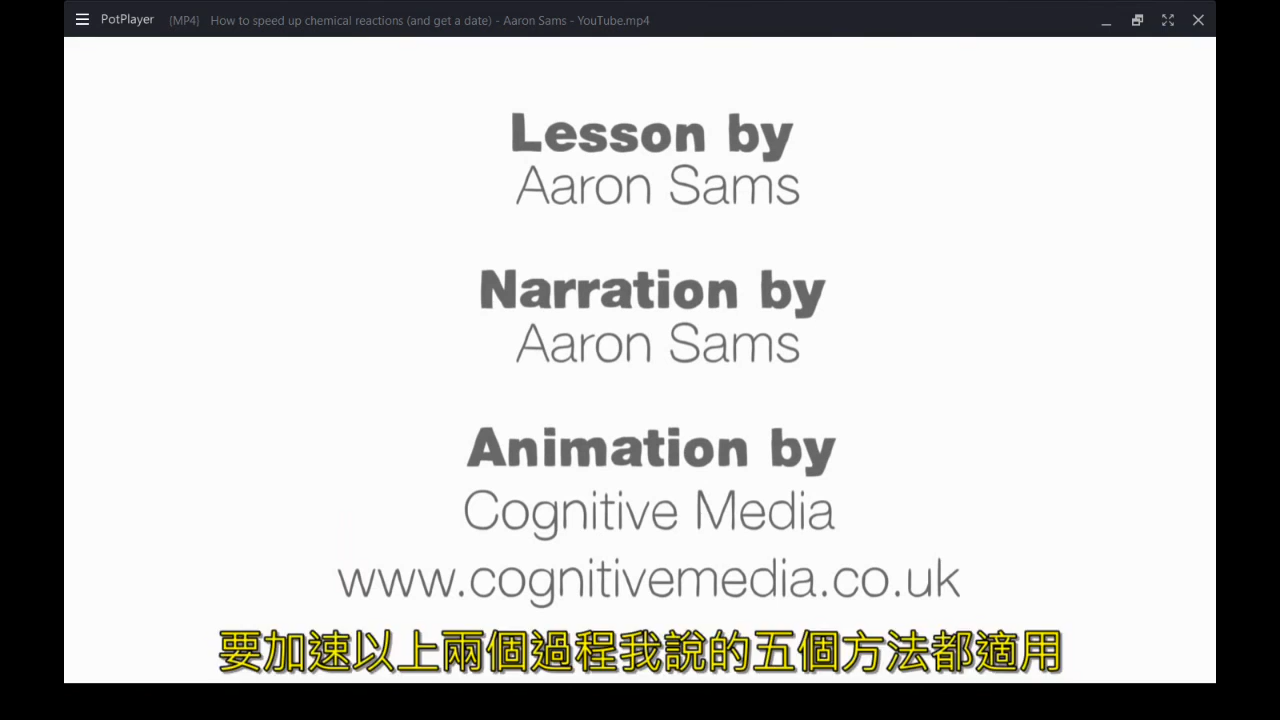 PotPlayer {MP4} How to speed up chemical reactions (and get a date) - Aaron Sams - YouTube.mp4
Lesson by
Aaron Sams
Narration by
Aaron Sams
Animation by
Cognitive Media
www.cognitivemedia.co.uk
要加速以上兩個過程我說的五個方法都適用